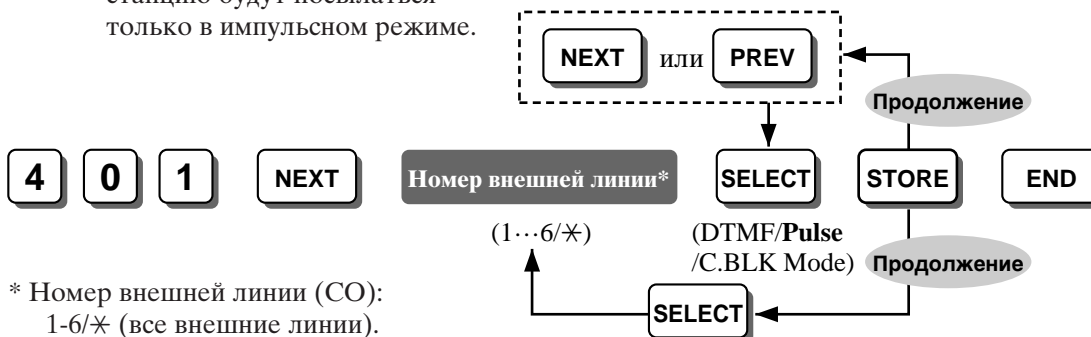 станцию будут посылаться
только в импульсном режиме.
NEXT или PREV
Продолжение
4 0 1 NEXT Номер внешней линии* SELECT STORE END
(1···6/✳) (DTMF/Pulse
/C.BLK Mode) Продолжение
SELECT
* Номер внешней линии (CO):
1-6/✳ (все внешние линии).